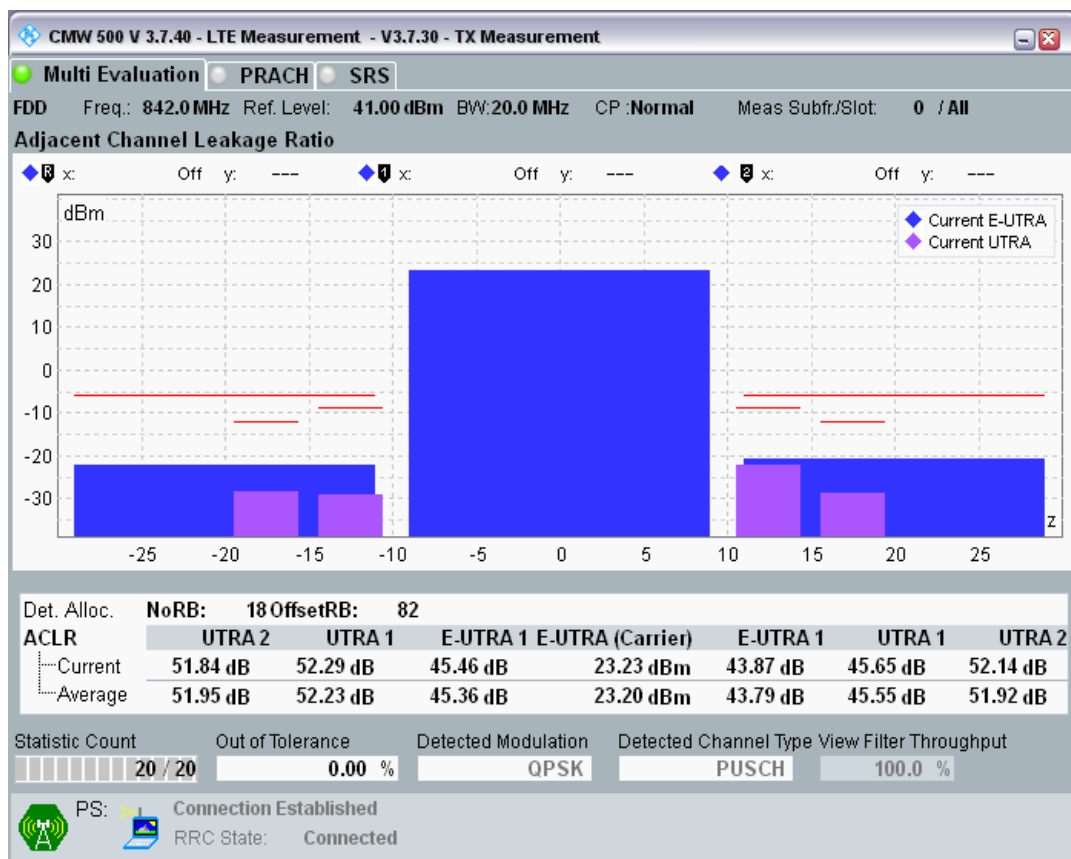 CMW 500 V 3.7.40 - LTE Measurement - V3.7.30 - TX Measurement
Multi Evaluation PRACH SRS
FDD Freq.: 842.0 MHz Ref. Level: 41.00 dBm BW:20.0 MHz CP :Normal Meas Subfr./Slot: 0 / All
Adjacent Channel Leakage Ratio
R x: Off y: --- 1 x: Off y: --- 2 x: Off y: ---
dBm
Current E-UTRA
Current UTRA
30
20
10
0
-10
-20
-30
z
-25 -20 -15 -10 -5 0 5 10 15 20 25
Det. Alloc. NoRB: 18 OffsetRB: 82
ACLR UTRA 2 UTRA 1 E-UTRA 1 E-UTRA (Carrier) E-UTRA 1 UTRA 1 UTRA 2
Current 51.84 dB 52.29 dB 45.46 dB 23.23 dBm 43.87 dB 45.65 dB 52.14 dB
Average 51.95 dB 52.23 dB 45.36 dB 23.20 dBm 43.79 dB 45.55 dB 51.92 dB
Statistic Count Out of Tolerance Detected Modulation Detected Channel Type View Filter Throughput
20 / 20 0.00 % QPSK PUSCH 100.0 %
PS: Connection Established
RRC State: Connected